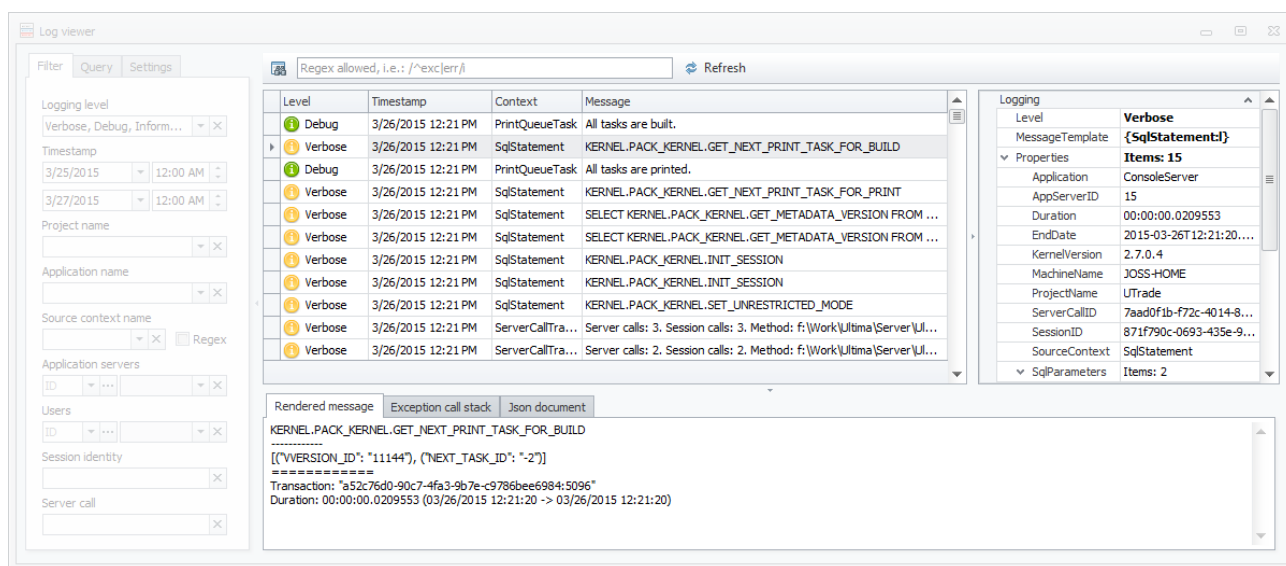 Log viewer
Filter Query Settings
Logging level
Verbose, Debug, Inform...
Timestamp
3/25/2015 12:00 AM
3/27/2015 12:00 AM
Project name
Application name
Source context name
Regex
Application servers
ID
Users
ID
Session identity
Server call
Regex allowed, i.e.: /^exc|err/i Refresh
Level Timestamp Context Message
Debug 3/26/2015 12:21 PM PrintQueueTask All tasks are built.
Verbose 3/26/2015 12:21 PM SqlStatement KERNEL.PACK_KERNEL.GET_NEXT_PRINT_TASK_FOR_BUILD
Debug 3/26/2015 12:21 PM PrintQueueTask All tasks are printed.
Verbose 3/26/2015 12:21 PM SqlStatement KERNEL.PACK_KERNEL.GET_NEXT_PRINT_TASK_FOR_PRINT
Verbose 3/26/2015 12:21 PM SqlStatement SELECT KERNEL.PACK_KERNEL.GET_METADATA_VERSION FROM ...
Verbose 3/26/2015 12:21 PM SqlStatement SELECT KERNEL.PACK_KERNEL.GET_METADATA_VERSION FROM ...
Verbose 3/26/2015 12:21 PM SqlStatement KERNEL.PACK_KERNEL.INIT_SESSION
Verbose 3/26/2015 12:21 PM SqlStatement KERNEL.PACK_KERNEL.INIT_SESSION
Verbose 3/26/2015 12:21 PM SqlStatement KERNEL.PACK_KERNEL.SET_UNRESTRICTED_MODE
Verbose 3/26/2015 12:21 PM ServerCallTra... Server calls: 3. Session calls: 3. Method: f:\Work\Ultima\Server\Ul...
Verbose 3/26/2015 12:21 PM ServerCallTra... Server calls: 2. Session calls: 2. Method: f:\Work\Ultima\Server\Ul...
Logging
Level Verbose
MessageTemplate {SqlStatement:l}
Properties Items: 15
Application ConsoleServer
AppServerID 15
Duration 00:00:00.0209553
EndDate 2015-03-26T12:21:20....
KernelVersion 2.7.0.4
MachineName JOSS-HOME
ProjectName UTrade
ServerCallID 7aad0f1b-f72c-4014-8...
SessionID 871f790c-0693-435e-9...
SourceContext SqlStatement
SqlParameters Items: 2
Rendered message Exception call stack Json document
KERNEL.PACK_KERNEL.GET_NEXT_PRINT_TASK_FOR_BUILD
------------
[("VVERSION_ID": "11144"), ("NEXT_TASK_ID": "-2")]
============
Transaction: "a52c76d0-90c7-4fa3-9b7e-c9786bee6984:5096"
Duration: 00:00:00.0209553 (03/26/2015 12:21:20 -> 03/26/2015 12:21:20)